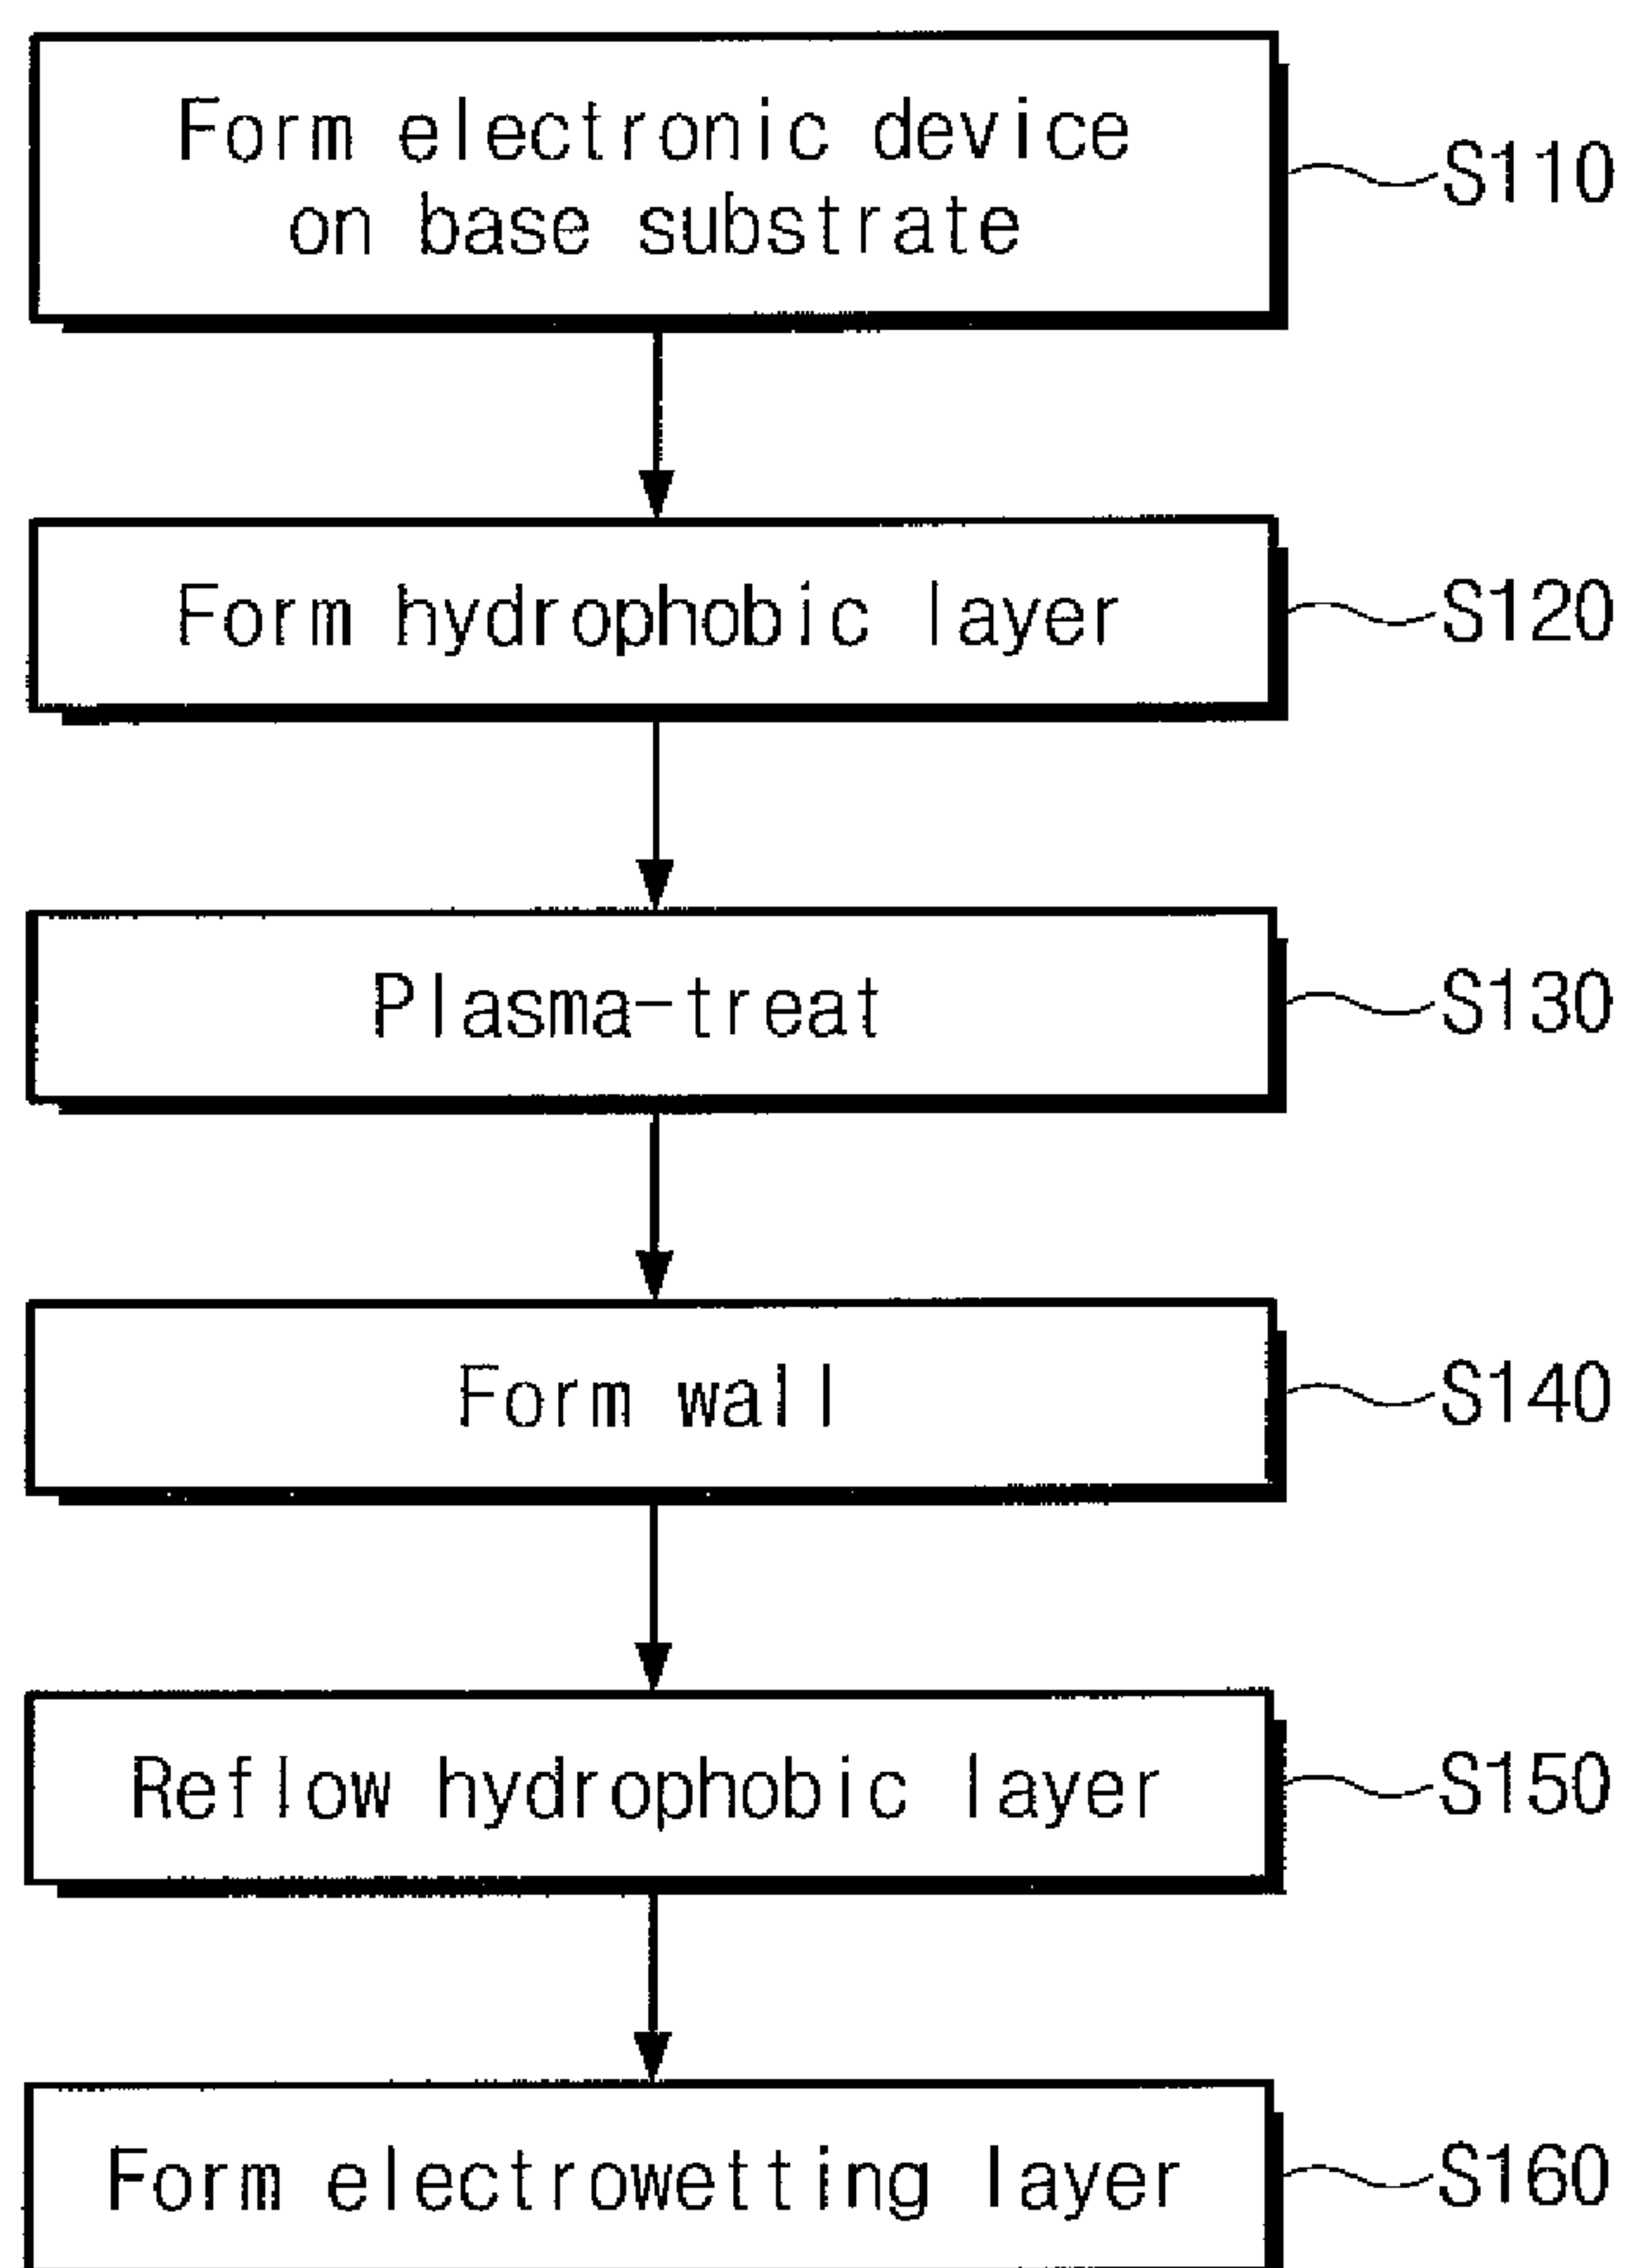 Form electronic device
on base substrate
S110
Form hydrophobic layer
S120
Plasma-treat
S130
Form wall
S140
Reflow hydrophobic layer
S150
Form electrowetting layer
S160